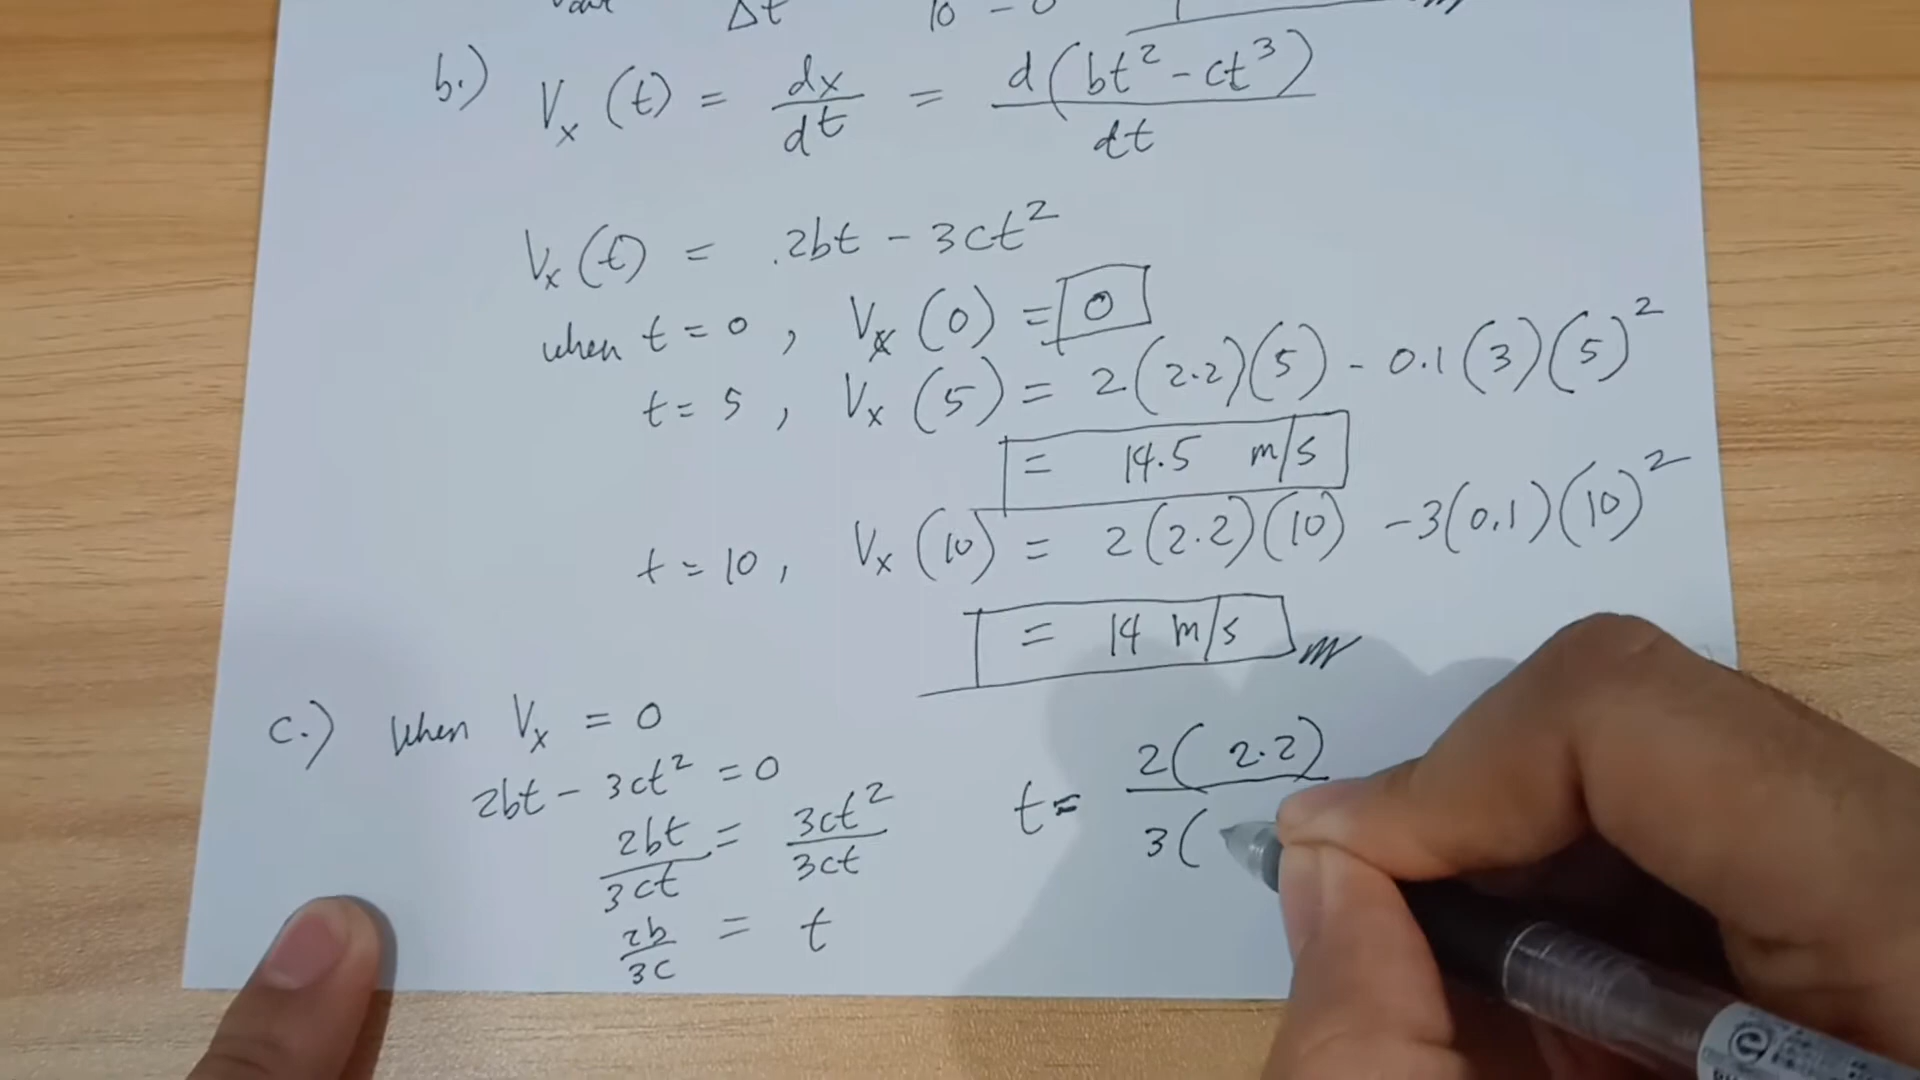 Δt 10 - 0
b.) Vx (t) = dx/dt = d(bt² - ct³)/dt
Vx (t) = 2bt - 3ct²
when t = 0 , Vx (0) = 0
t = 5 , Vx (5) = 2(2.2)(5) - 0.1(3)(5)²
= 14.5 m/s
t = 10 , Vx (10) = 2(2.2)(10) - 3(0.1)(10)²
= 14 m/s
c.) When Vx = 0
2bt - 3ct² = 0
2bt/3ct = 3ct²/3ct
2b/3c = t
t = 2(2.2)/3(